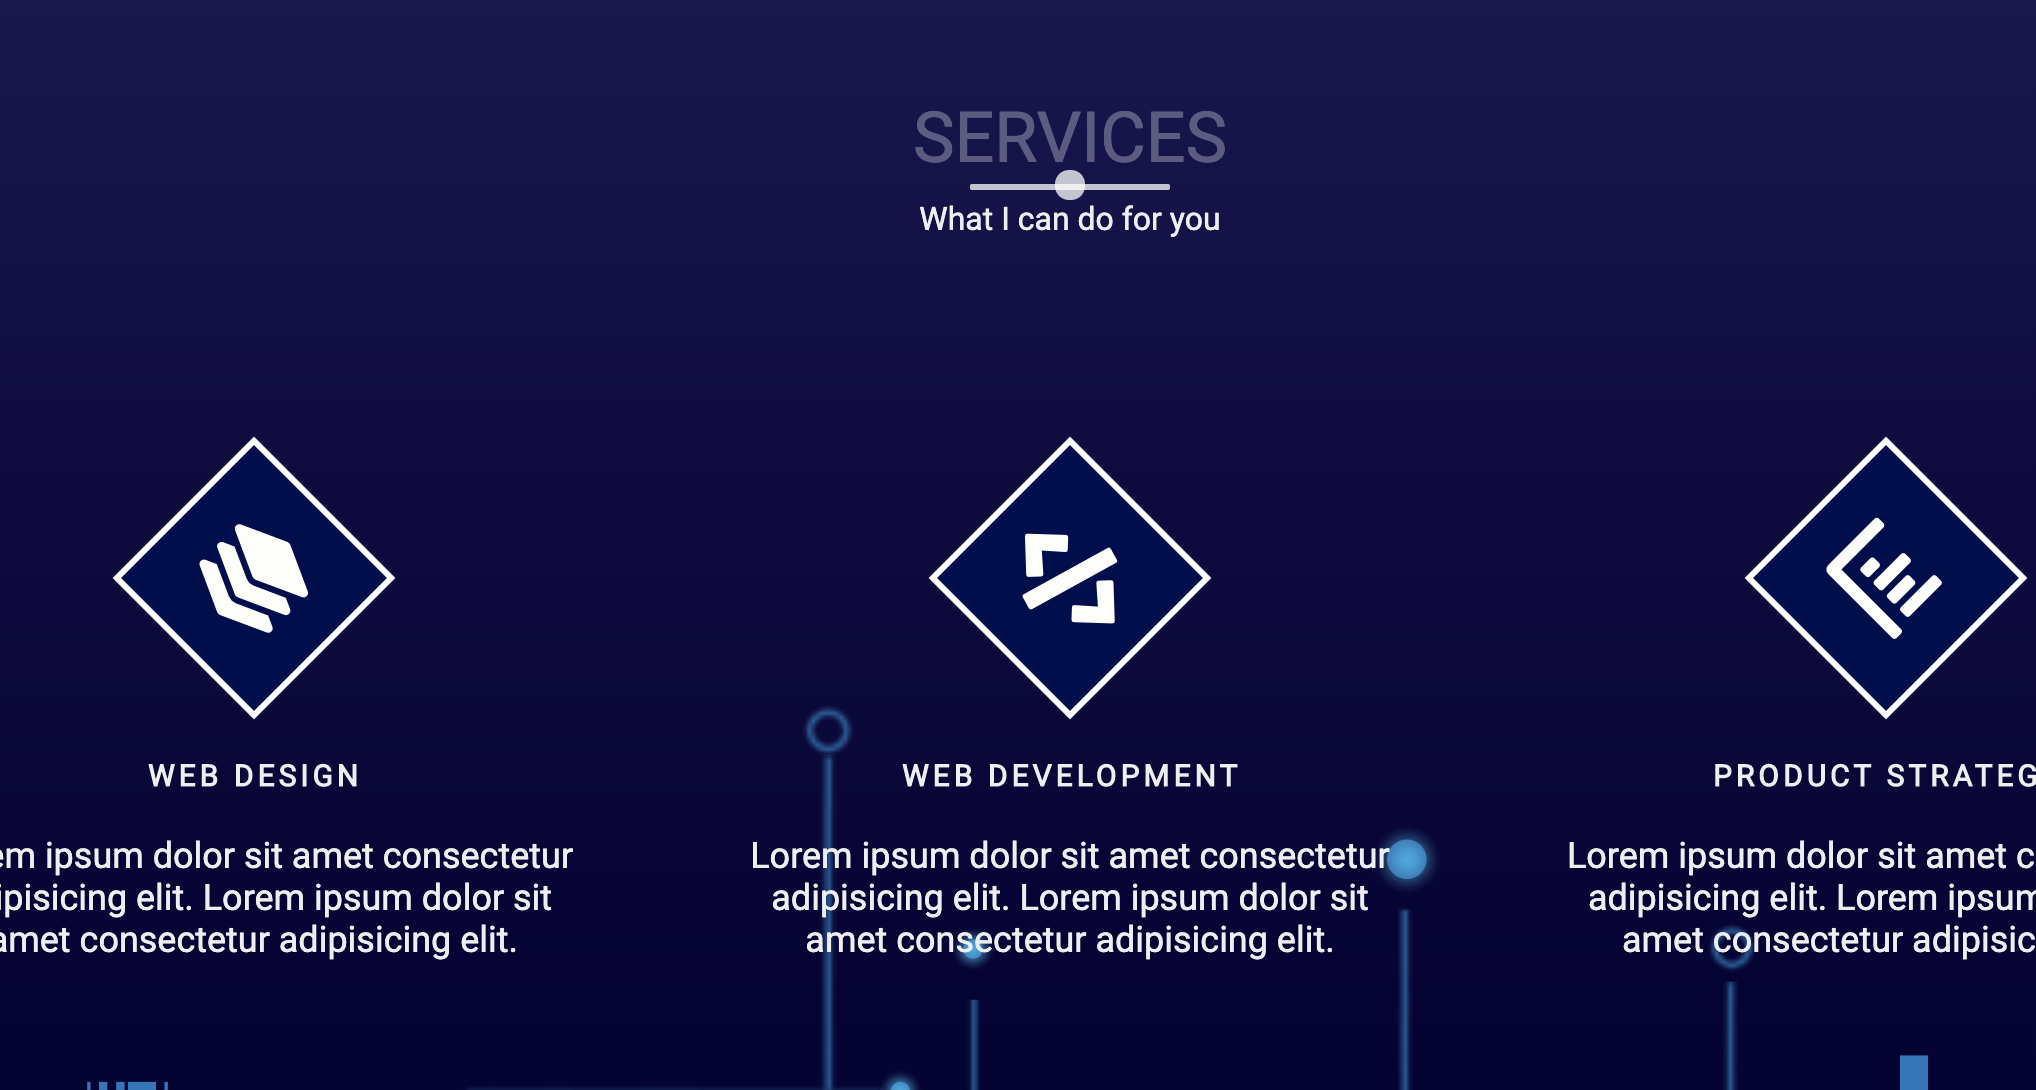 SERVICES
What I can do for you
WEB DESIGN
WEB DEVELOPMENT
PRODUCT STRATEG
em ipsum dolor sit amet consectetur
ipisicing elit. Lorem ipsum dolor sit
amet consectetur adipisicing elit.
Lorem ipsum dolor sit amet consectetur
adipisicing elit. Lorem ipsum dolor sit
amet consectetur adipisicing elit.
Lorem ipsum dolor sit amet c
adipisicing elit. Lorem ipsum
amet consectetur adipisic